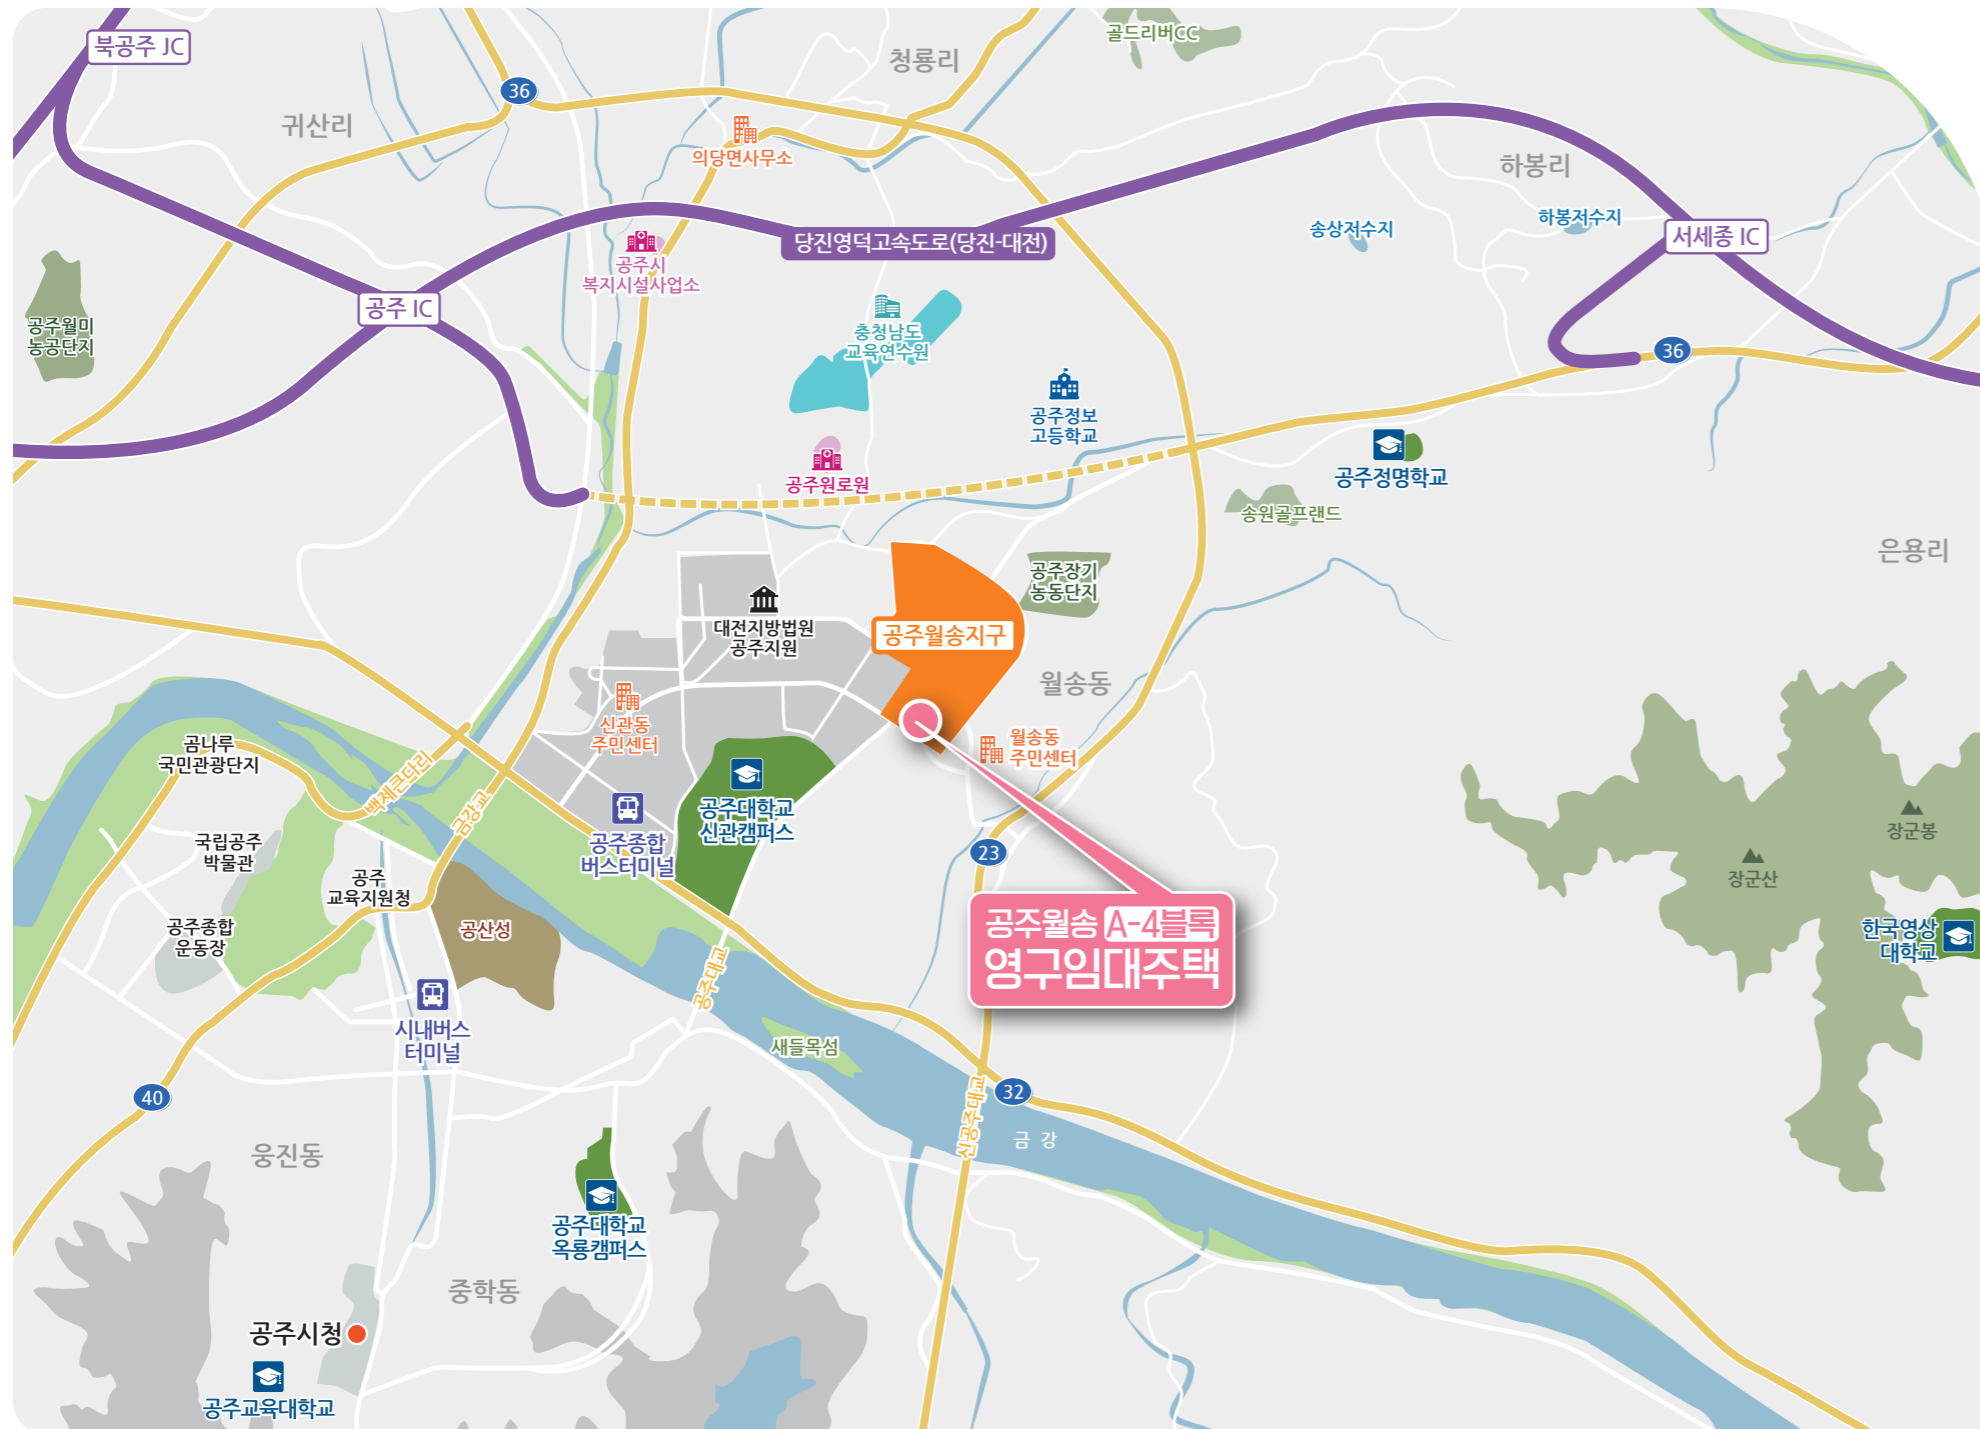 북공주 JC
골드리버CC
청룡리
36
귀산리
의당면사무소
하봉리
송상저수지
하봉저수지
서세종 IC
당진영덕고속도로(당진-대전)
공주시
복지시설사업소
공주 IC
공주월미
농공단지
충청남도
교육연수원
36
공주정보
고등학교
공주정명학교
공주원로원
송원골프랜드
은용리
공주장기
농동단지
대전지방법원
공주지원
공주월송지구
월송동
신관동
주민센터
월송동
주민센터
곰나루
국민관광단지
백제큰다리
금강교
공주대학교
신관캠퍼스
공주종합
버스터미널
국립공주
박물관
공주
교육지원청
23
장군봉
장군산
공주종합
운동장
공산성
공주월송 A-4블록
영구임대주택
한국영상
대학교
공주대교
시내버스
터미널
새들목섬
40
32
신공주대교
금 강
웅진동
공주대학교
옥룡캠퍼스
중학동
공주시청
공주교육대학교